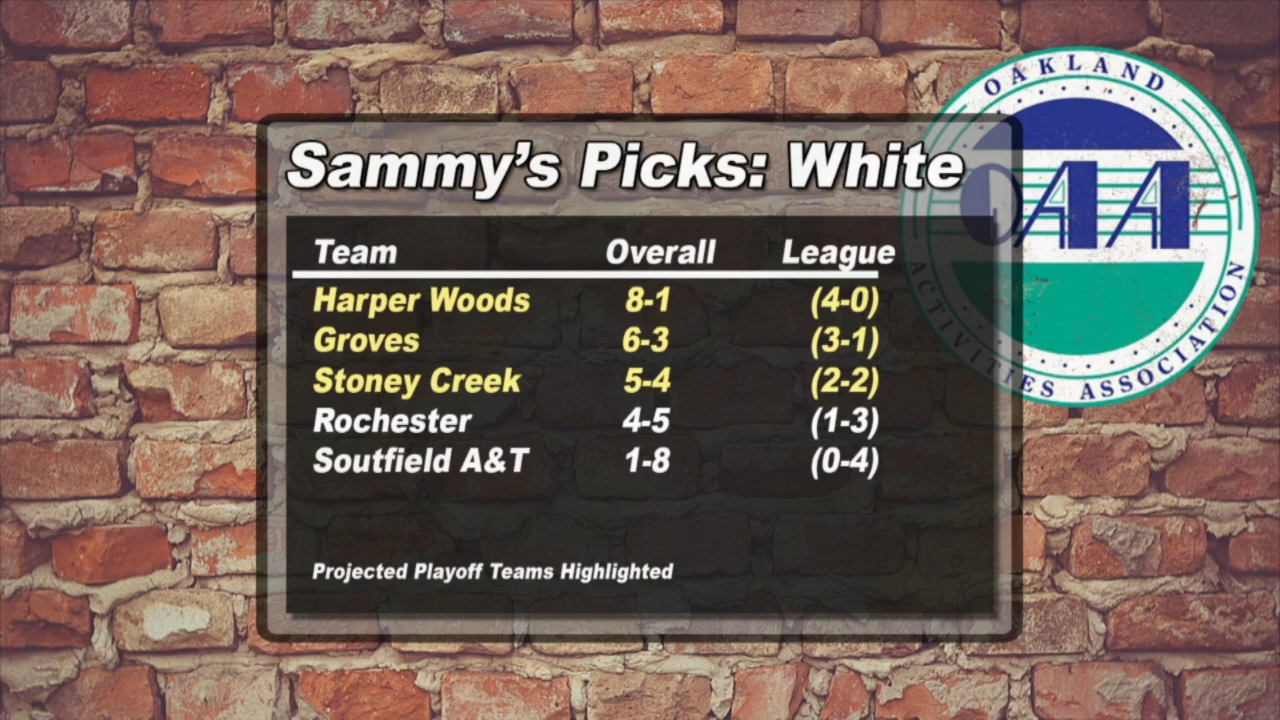 Sammy's Picks: White
Team Overall League
Harper Woods 8-1 (4-0)
Groves 6-3 (3-1)
Stoney Creek 5-4 (2-2)
Rochester 4-5 (1-3)
Soutfield A&T 1-8 (0-4)
Projected Playoff Teams Highlighted
OAKLAND
OAA
ACTIVITIES ASSOCIATION